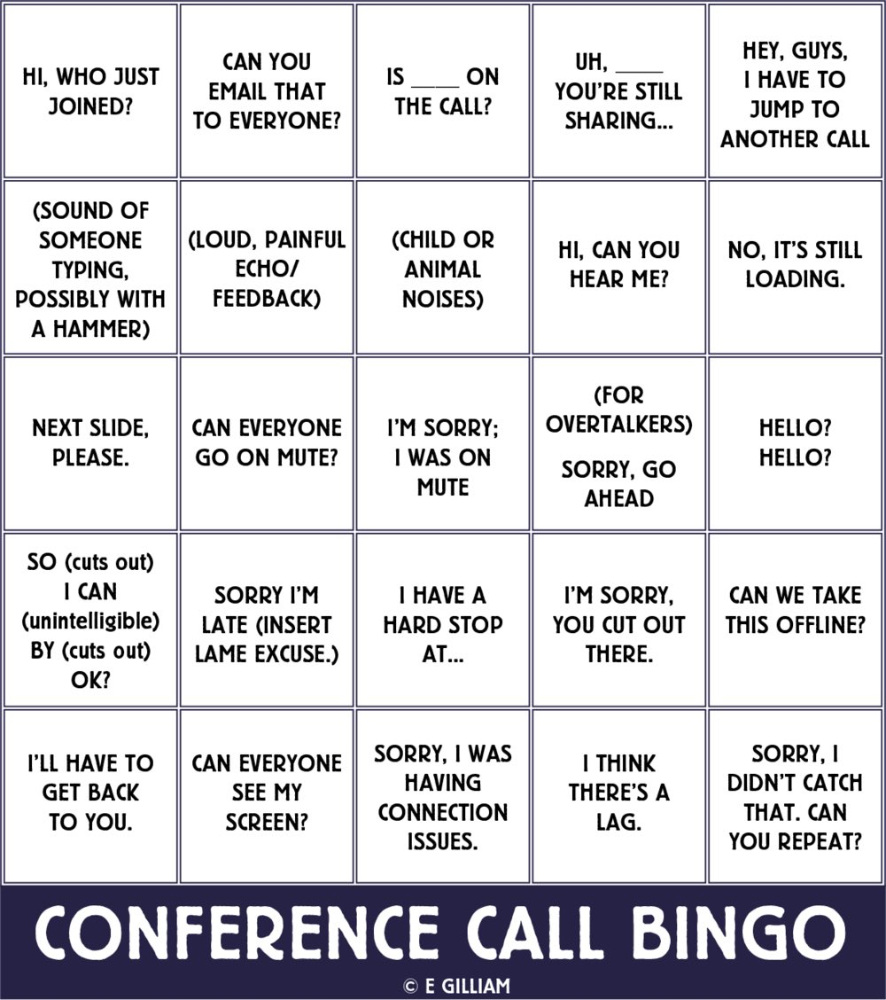 HI, WHO JUST
JOINED?
CAN YOU
EMAIL THAT
TO EVERYONE?
IS ____ ON
THE CALL?
UH, ____
YOU'RE STILL
SHARING...
HEY, GUYS,
I HAVE TO
JUMP TO
ANOTHER CALL
(SOUND OF
SOMEONE
TYPING,
POSSIBLY WITH
A HAMMER)
(LOUD, PAINFUL
ECHO/
FEEDBACK)
(CHILD OR
ANIMAL
NOISES)
HI, CAN YOU
HEAR ME?
NO, IT'S STILL
LOADING.
NEXT SLIDE,
PLEASE.
CAN EVERYONE
GO ON MUTE?
I'M SORRY;
I WAS ON
MUTE
(FOR
OVERTALKERS)
SORRY, GO
AHEAD
HELLO?
HELLO?
SO (cuts out)
I CAN
(unintelligible)
BY (cuts out)
OK?
SORRY I'M
LATE (INSERT
LAME EXCUSE.)
I HAVE A
HARD STOP
AT...
I'M SORRY,
YOU CUT OUT
THERE.
CAN WE TAKE
THIS OFFLINE?
I'LL HAVE TO
GET BACK
TO YOU.
CAN EVERYONE
SEE MY
SCREEN?
SORRY, I WAS
HAVING
CONNECTION
ISSUES.
I THINK
THERE'S A
LAG.
SORRY, I
DIDN'T CATCH
THAT. CAN
YOU REPEAT?
CONFERENCE CALL BINGO
© E GILLIAM